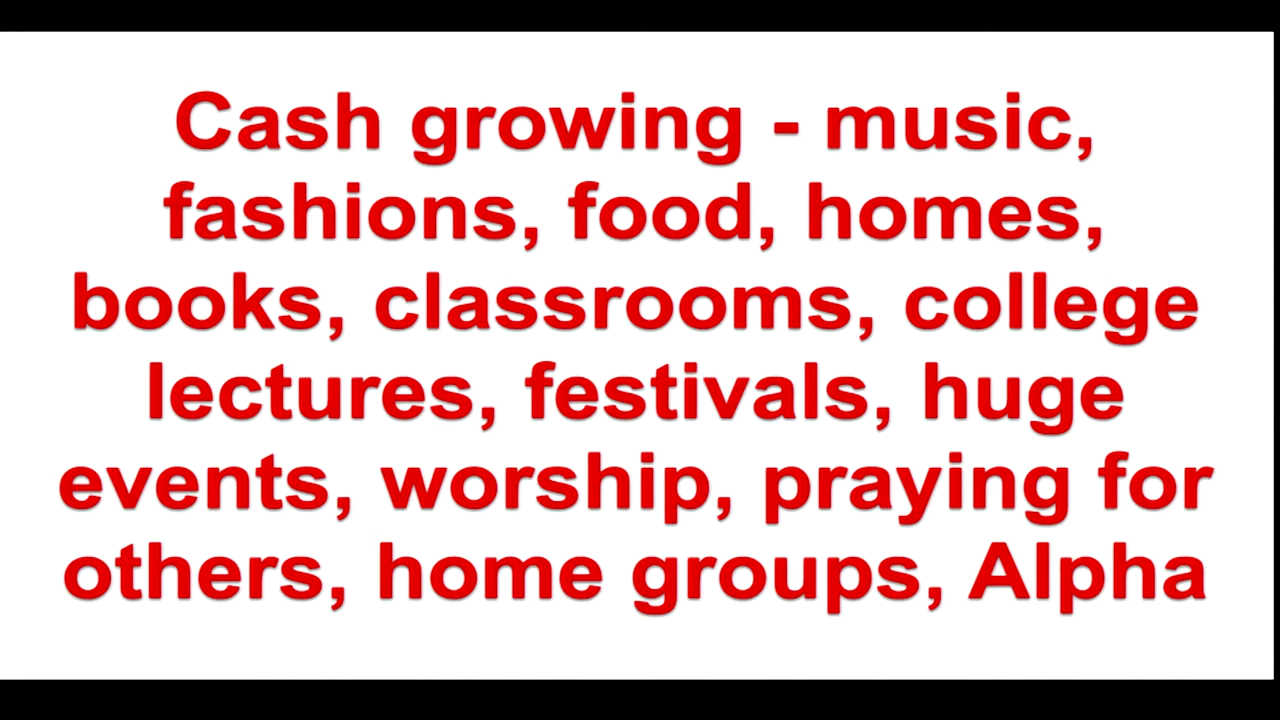 Cash growing - music,
fashions, food, homes,
books, classrooms, college
lectures, festivals, huge
events, worship, praying for
others, home groups, Alpha